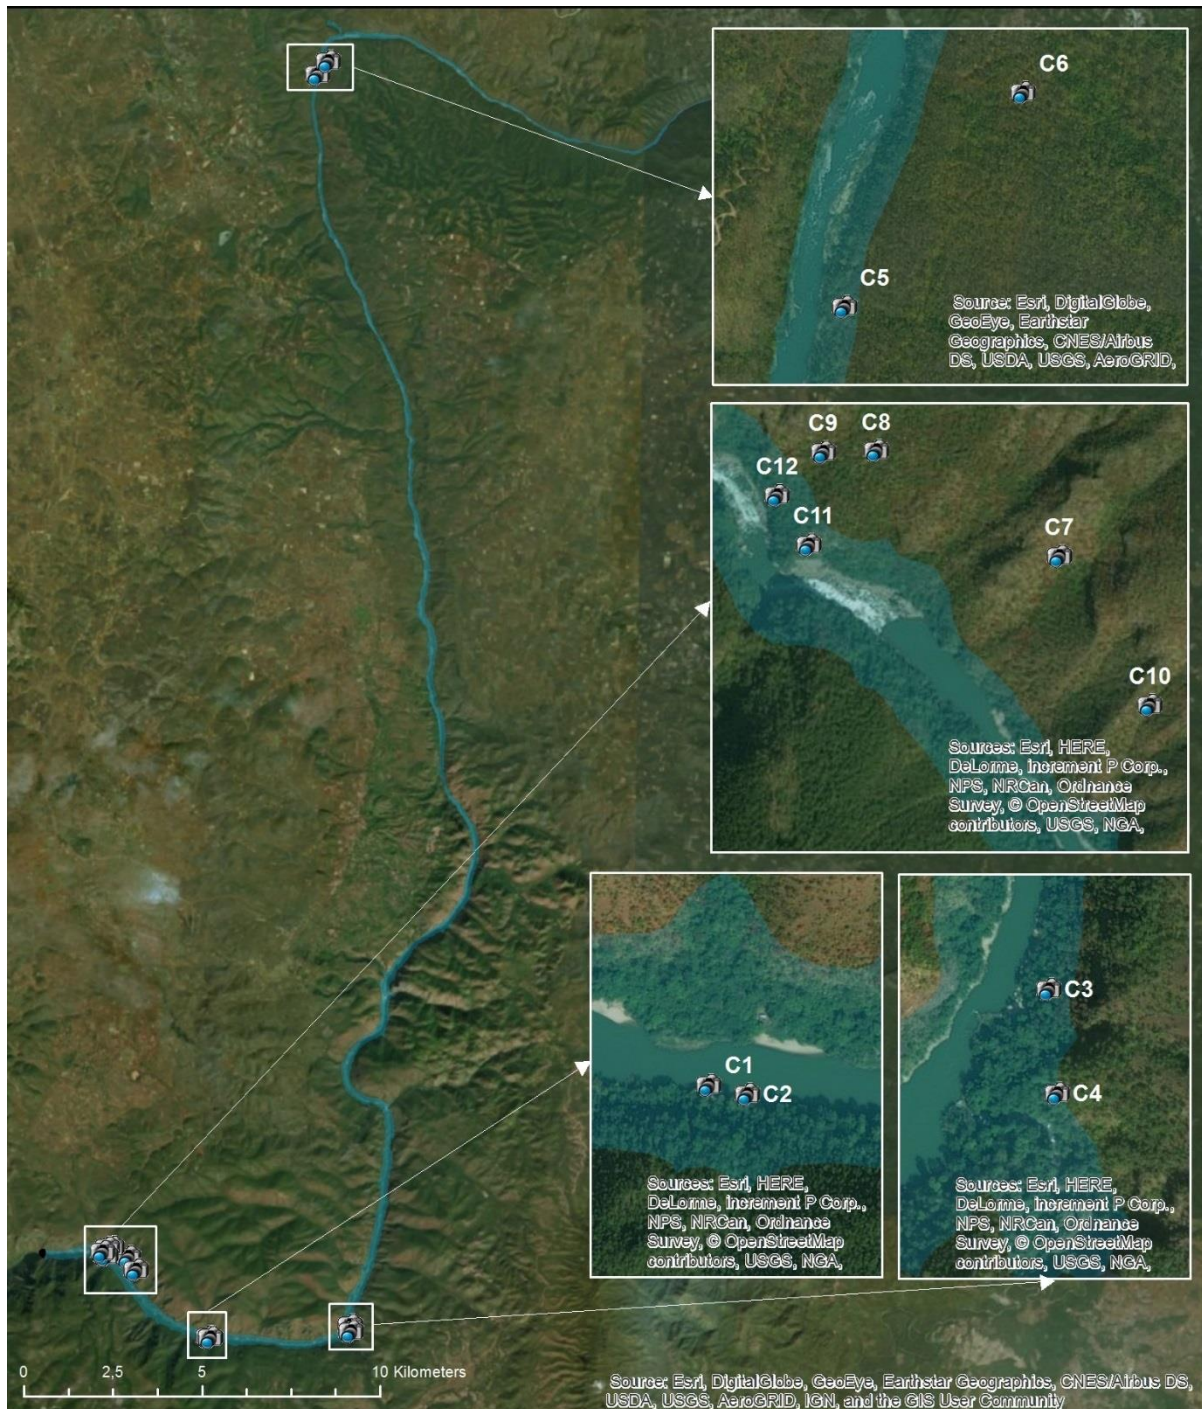 C6
C5
Source: Esri, DigitalGlobe,
GeoEye, Earthstar
Geographics, CNES/Airbus
DS, USDA, USGS, AeroGRID,
C9
C8
C12
C11
C7
C10
Sources: Esri, HERE,
DeLorme, increment P Corp.,
NPS, NRCan, Ordnance
Survey, © OpenStreetMap
contributors, USGS, NGA,
C1
C2
Sources: Esri, HERE,
DeLorme, increment P Corp.,
NPS, NRCan, Ordnance
Survey, © OpenStreetMap
contributors, USGS, NGA,
C3
C4
Sources: Esri, HERE,
DeLorme, increment P Corp.,
NPS, NRCan, Ordnance
Survey, © OpenStreetMap
contributors, USGS, NGA,
0 2,5 5 10 Kilometers
Source: Esri, DigitalGlobe, GeoEye, Earthstar Geographics, CNES/Airbus DS,
USDA, USGS, AeroGRID, IGN, and the GIS User Community